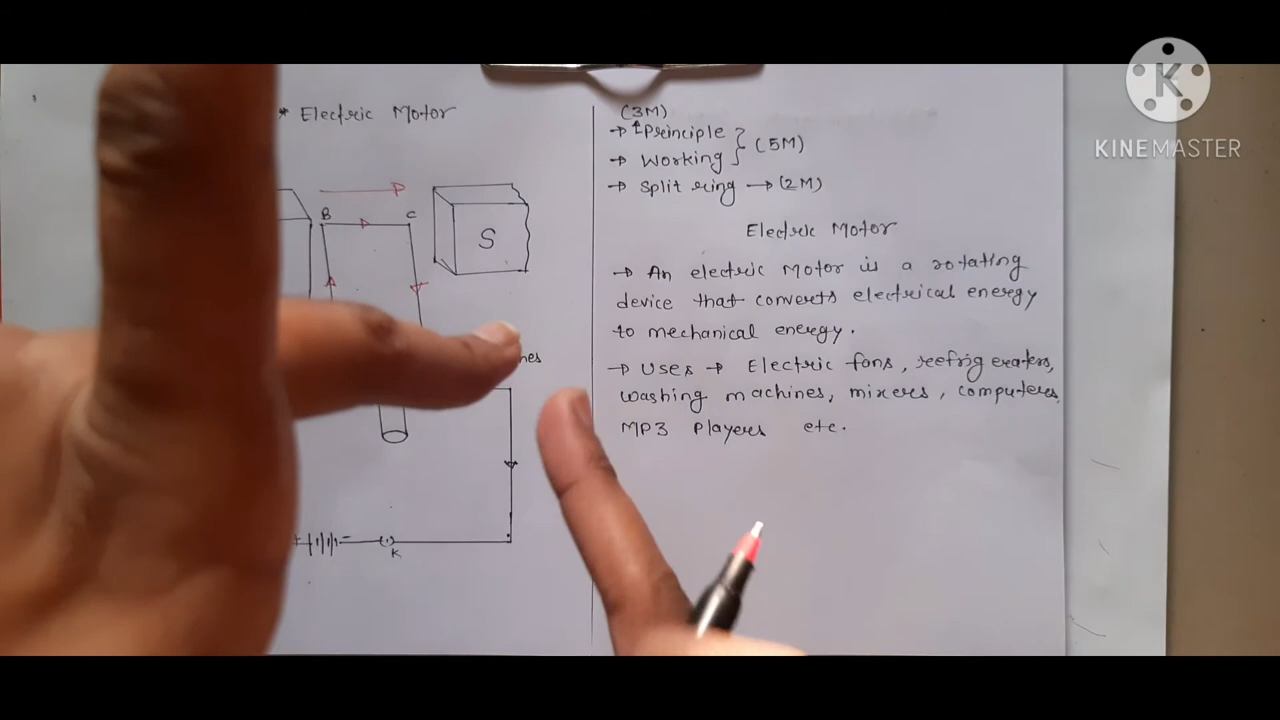 * Electric Motor
B
C
S
nes
+
-
K
(3M)
→ Principle
→ Working
} (5M)
→ Split ring → (2M)
Electric Motor
→ An electric Motor is a rotating
device that converts electrical energy
to mechanical energy.
→ Uses → Electric fans, refrigeraters,
washing machines, mixers, computers,
MP3 Players etc.
K
KINEMASTER